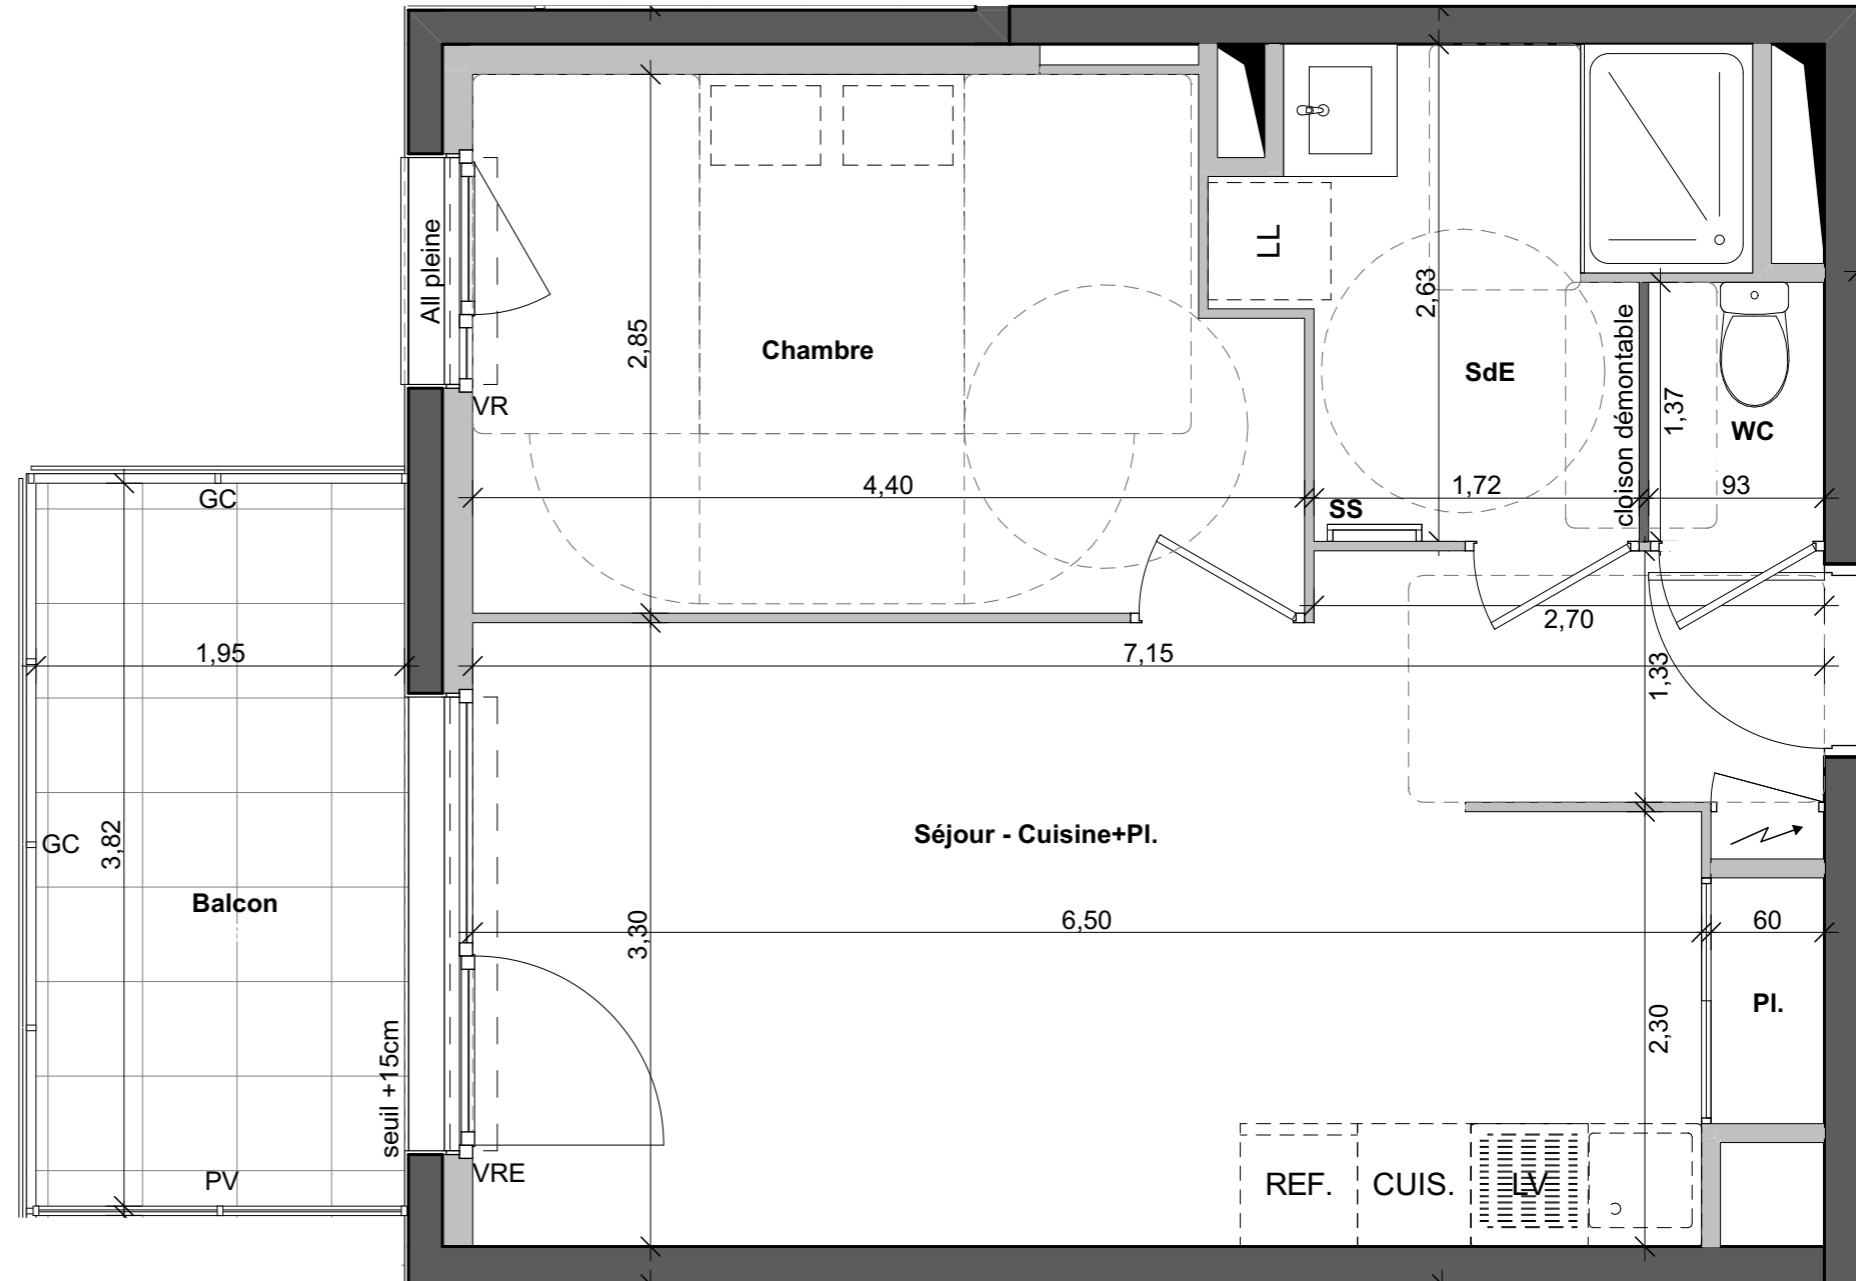 All pleine
LL
2,63
2,85
Chambre
SdE
cloison démontable
1,37
WC
VR
4,40
1,72
93
SS
GC
2,70
1,95
7,15
1,33
GC
3,82
Séjour - Cuisine+Pl.
Balcon
3,30
6,50
60
Pl.
2,30
seuil +15cm
PV
VRE
REF.
CUIS.
LV